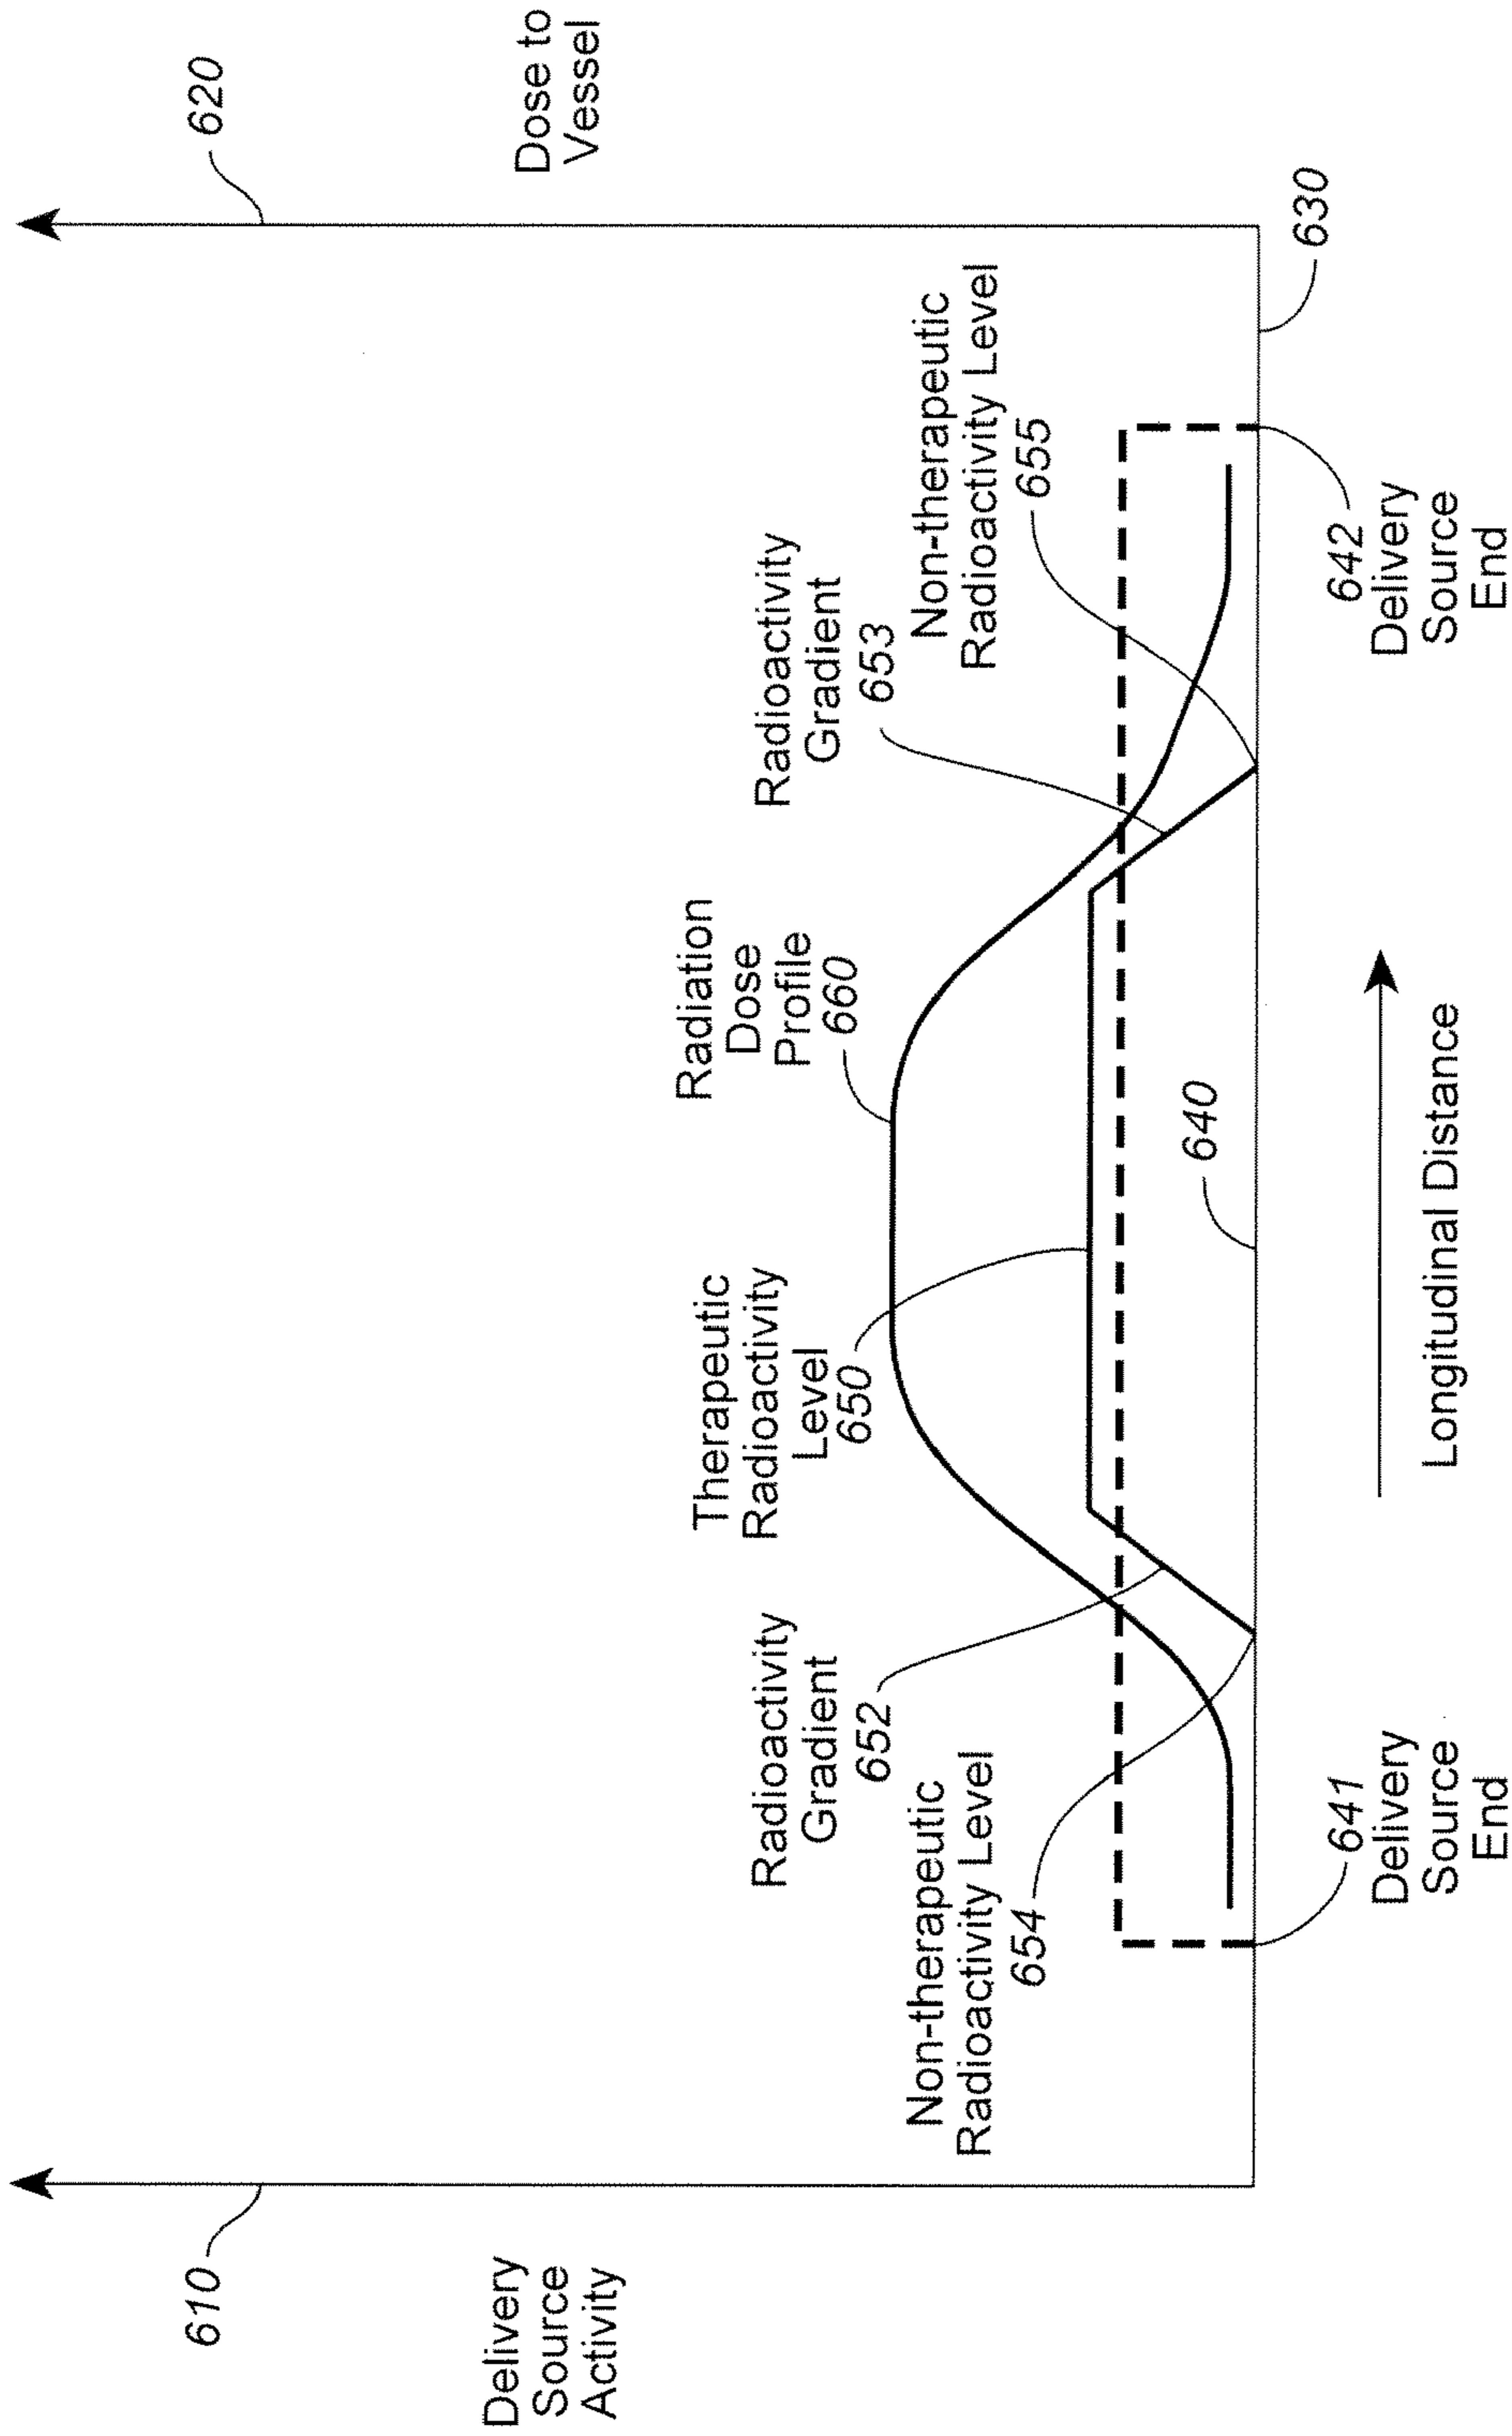 610
Delivery
Source
Activity
620
Dose to
Vessel
Radiation
Dose
Profile
660
Therapeutic
Radioactivity
Level
650
Radioactivity
Gradient
652
Radioactivity
Gradient
653
Non-therapeutic
Radioactivity Level
654
Non-therapeutic
Radioactivity Level
655
640
630
641
Delivery
Source
End
642
Delivery
Source
End
Longitudinal Distance